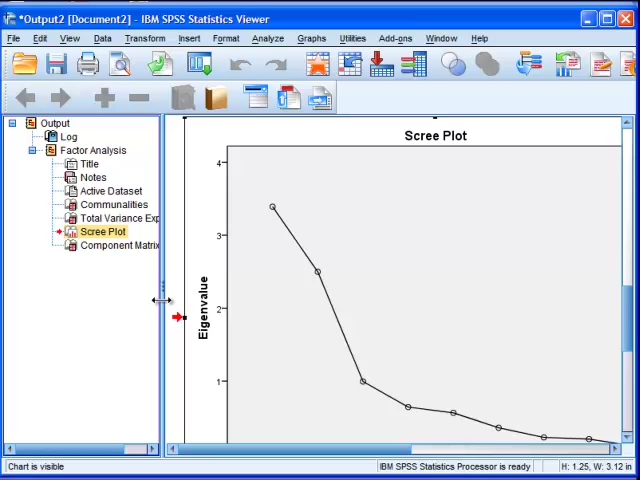 *Output2 [Document2] - IBM SPSS Statistics Viewer
File Edit View Data Transform Insert Format Analyze Graphs Utilities Add-ons Window Help
Output
Log
Factor Analysis
Title
Notes
Active Dataset
Communalities
Total Variance Exp
Scree Plot
Component Matrix
Scree Plot
Eigenvalue
4
3
2
1
Chart is visible
IBM SPSS Statistics Processor is ready
H: 1.25, W: 3.12 in